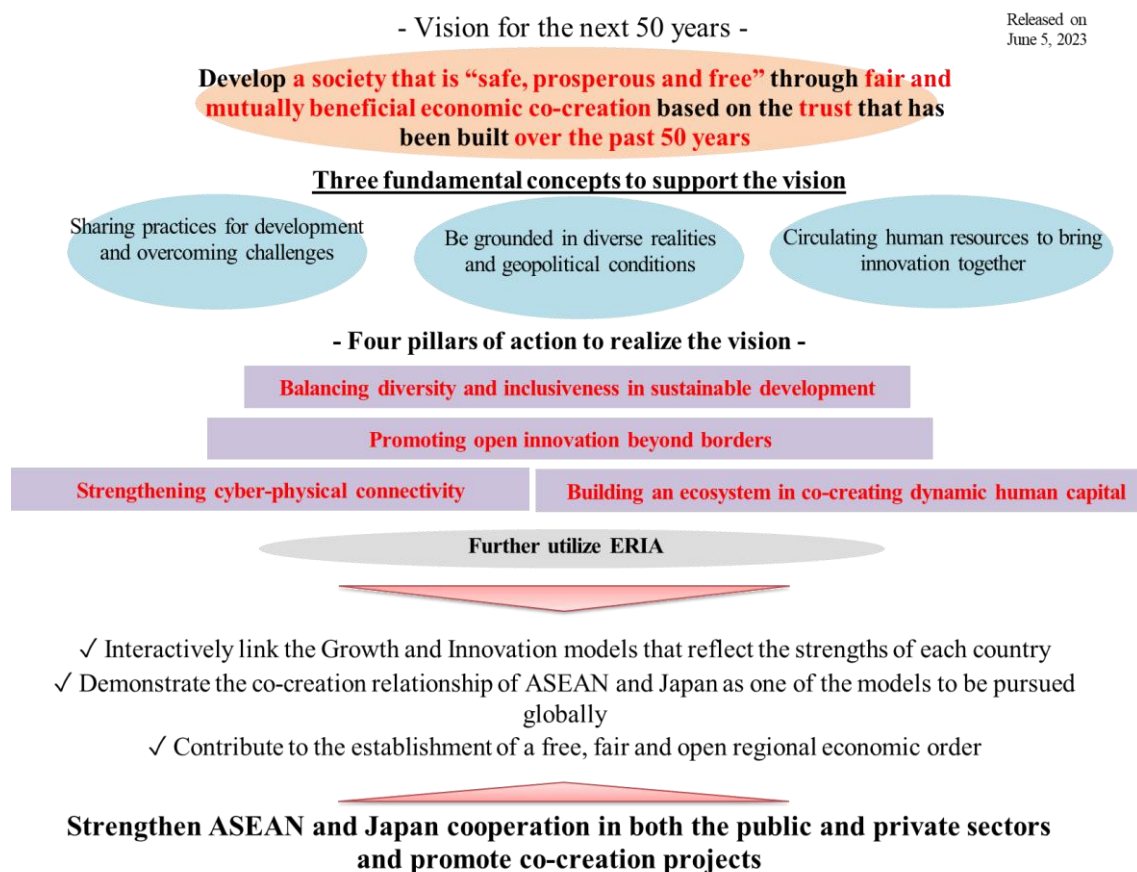 - Vision for the next 50 years -
Released on
June 5, 2023
Develop a society that is “safe, prosperous and free” through fair and
mutually beneficial economic co-creation based on the trust that has
been built over the past 50 years
Three fundamental concepts to support the vision
Sharing practices for development
and overcoming challenges
Be grounded in diverse realities
and geopolitical conditions
Circulating human resources to bring
innovation together
- Four pillars of action to realize the vision -
Balancing diversity and inclusiveness in sustainable development
Promoting open innovation beyond borders
Strengthening cyber-physical connectivity
Building an ecosystem in co-creating dynamic human capital
Further utilize ERIA
✓ Interactively link the Growth and Innovation models that reflect the strengths of each country
✓ Demonstrate the co-creation relationship of ASEAN and Japan as one of the models to be pursued
globally
✓ Contribute to the establishment of a free, fair and open regional economic order
Strengthen ASEAN and Japan cooperation in both the public and private sectors
and promote co-creation projects